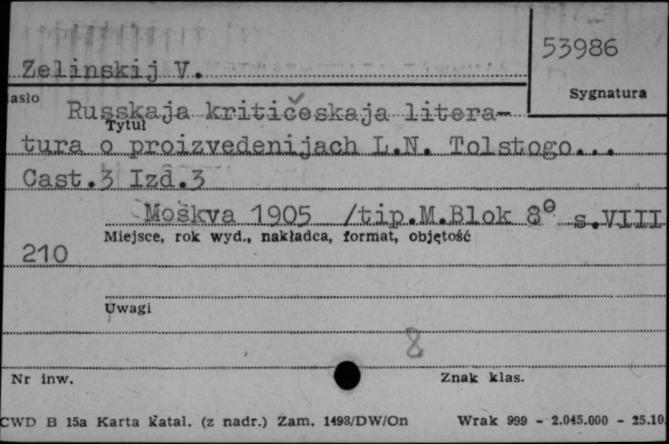 53986
Zelinskij V.
Sygnatura
asło
Russkaja kritičeskaja litera-
Tytuł
tura o proizvedenijach L.N. Tolstogo...
Cast.3 Izd.3
Moskva 1905 /tip.M.Blok 8° s.VIII
Miejsce, rok wyd., nakładca, format, objętość
210
Uwagi
8
Nr inw.
Znak klas.
CWD B 15a Karta katal. (z nadr.) Zam. 1498/DW/On Wrak 999 - 2.045.000 - 25.10